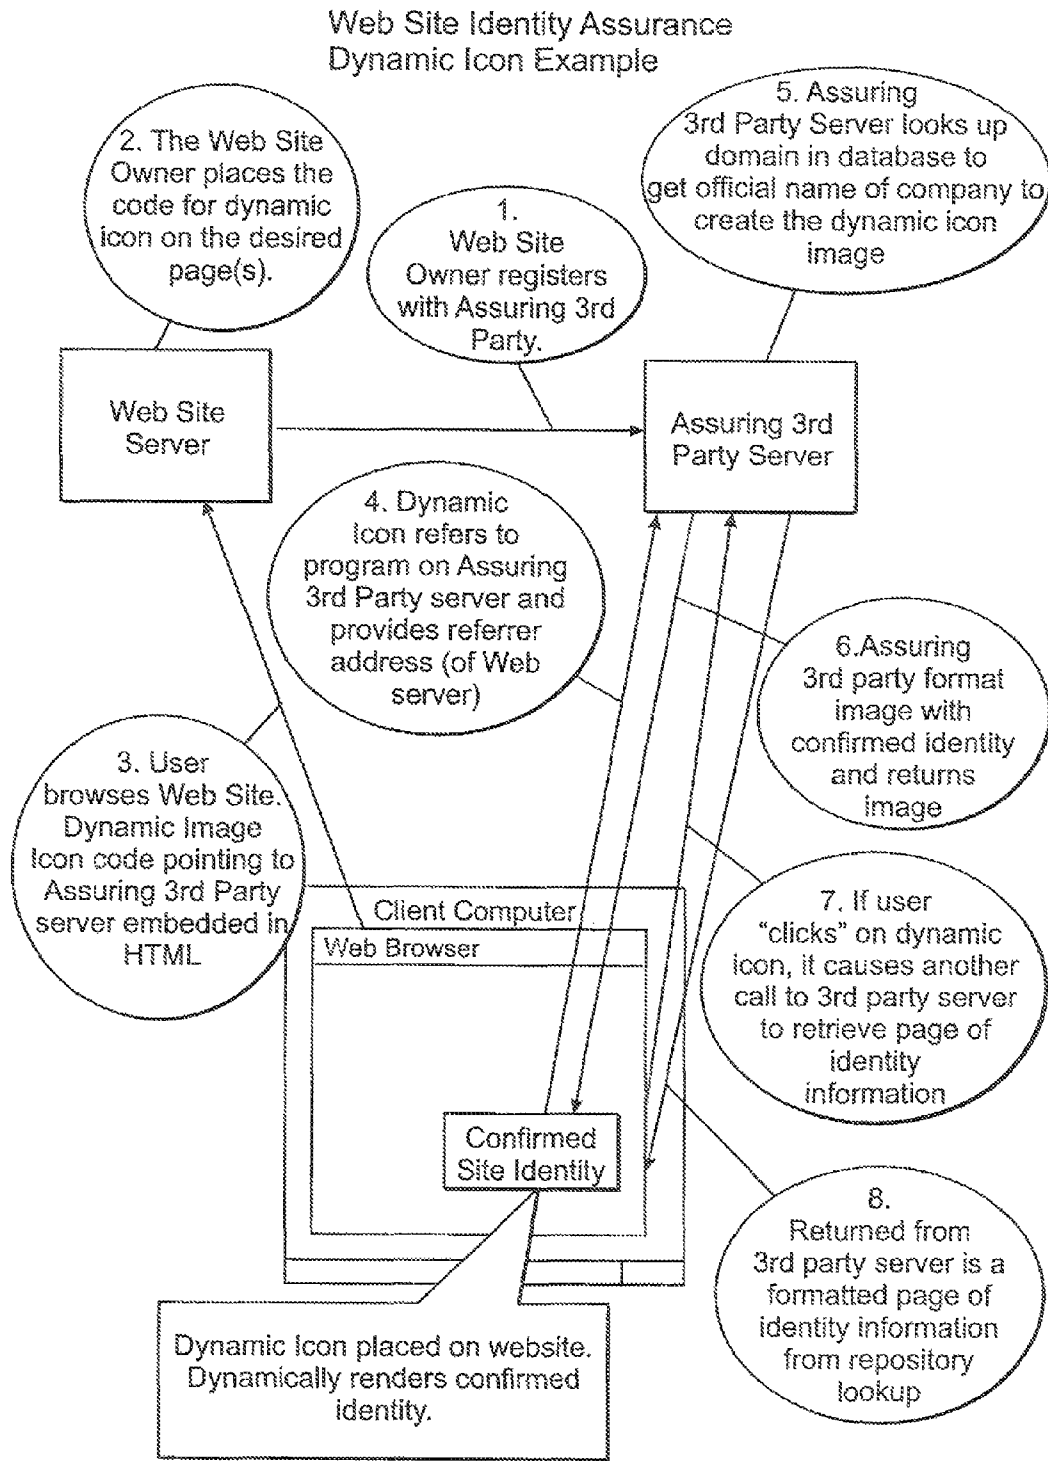 Web Site Identity Assurance
Dynamic Icon Example
2. The Web Site
Owner places the
code for dynamic
icon on the desired
page(s).
1.
Web Site
Owner registers
with Assuring 3rd
Party.
5. Assuring
3rd Party Server looks up
domain in database to
get official name of company to
create the dynamic icon
image
Web Site
Server
Assuring 3rd
Party Server
4. Dynamic
Icon refers to
program on Assuring
3rd Party server and
provides referrer
address (of Web
server)
6.Assuring
3rd party format
image with
confirmed identity
and returns
image
3. User
browses Web Site.
Dynamic Image
Icon code pointing to
Assuring 3rd Party
server embedded in
HTML
Client Computer
Web Browser
7. If user
“clicks” on dynamic
icon, it causes another
call to 3rd party server
to retrieve page of
identity
information
Confirmed
Site Identity
8.
Returned from
3rd party server is a
formatted page of
identity information
from repository
lookup
Dynamic Icon placed on website.
Dynamically renders confirmed
identity.